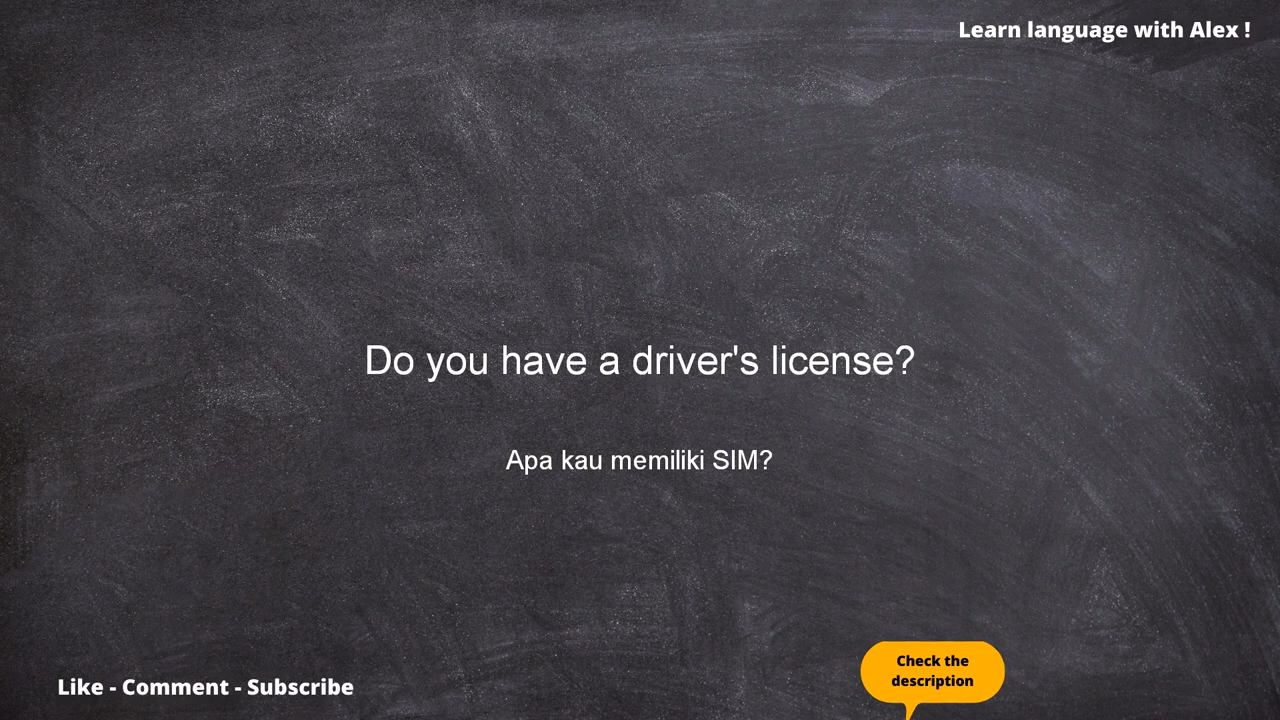 Learn language with Alex !
Do you have a driver's license?
Apa kau memiliki SIM?
Like - Comment - Subscribe
Check the
description